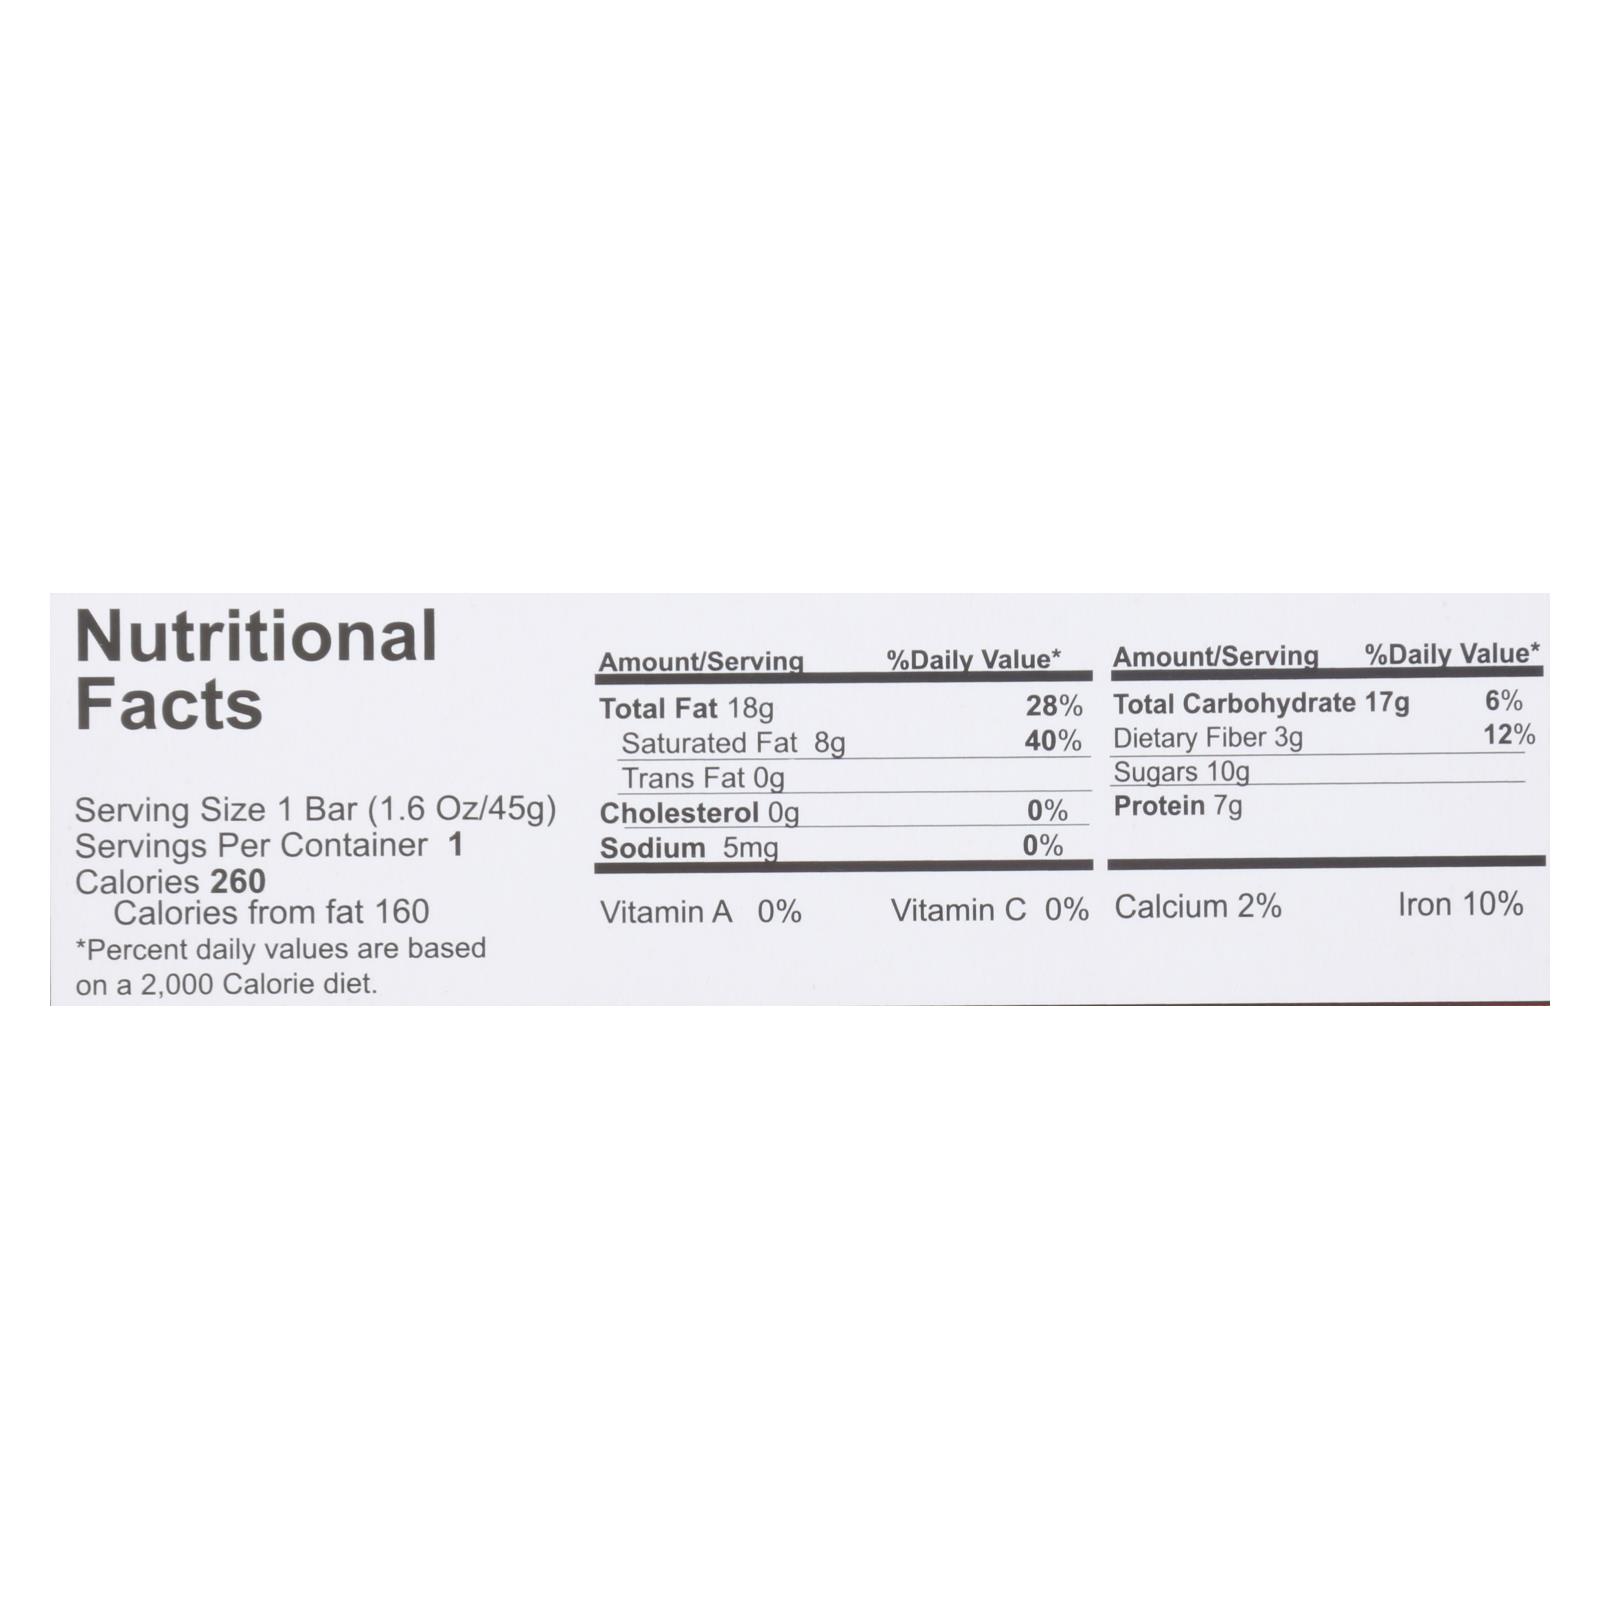 Nutritional
Facts
Serving Size 1 Bar (1.6 Oz/45g)
Servings Per Container 1
Calories 260
Calories from fat 160
*Percent daily values are based
on a 2,000 Calorie diet.
Amount/Serving %Daily Value*
Total Fat 18g 28%
Saturated Fat 8g 40%
Trans Fat 0g
Cholesterol 0g 0%
Sodium 5mg 0%
Vitamin A 0% Vitamin C 0%
Amount/Serving %Daily Value*
Total Carbohydrate 17g 6%
Dietary Fiber 3g 12%
Sugars 10g
Protein 7g
Calcium 2% Iron 10%